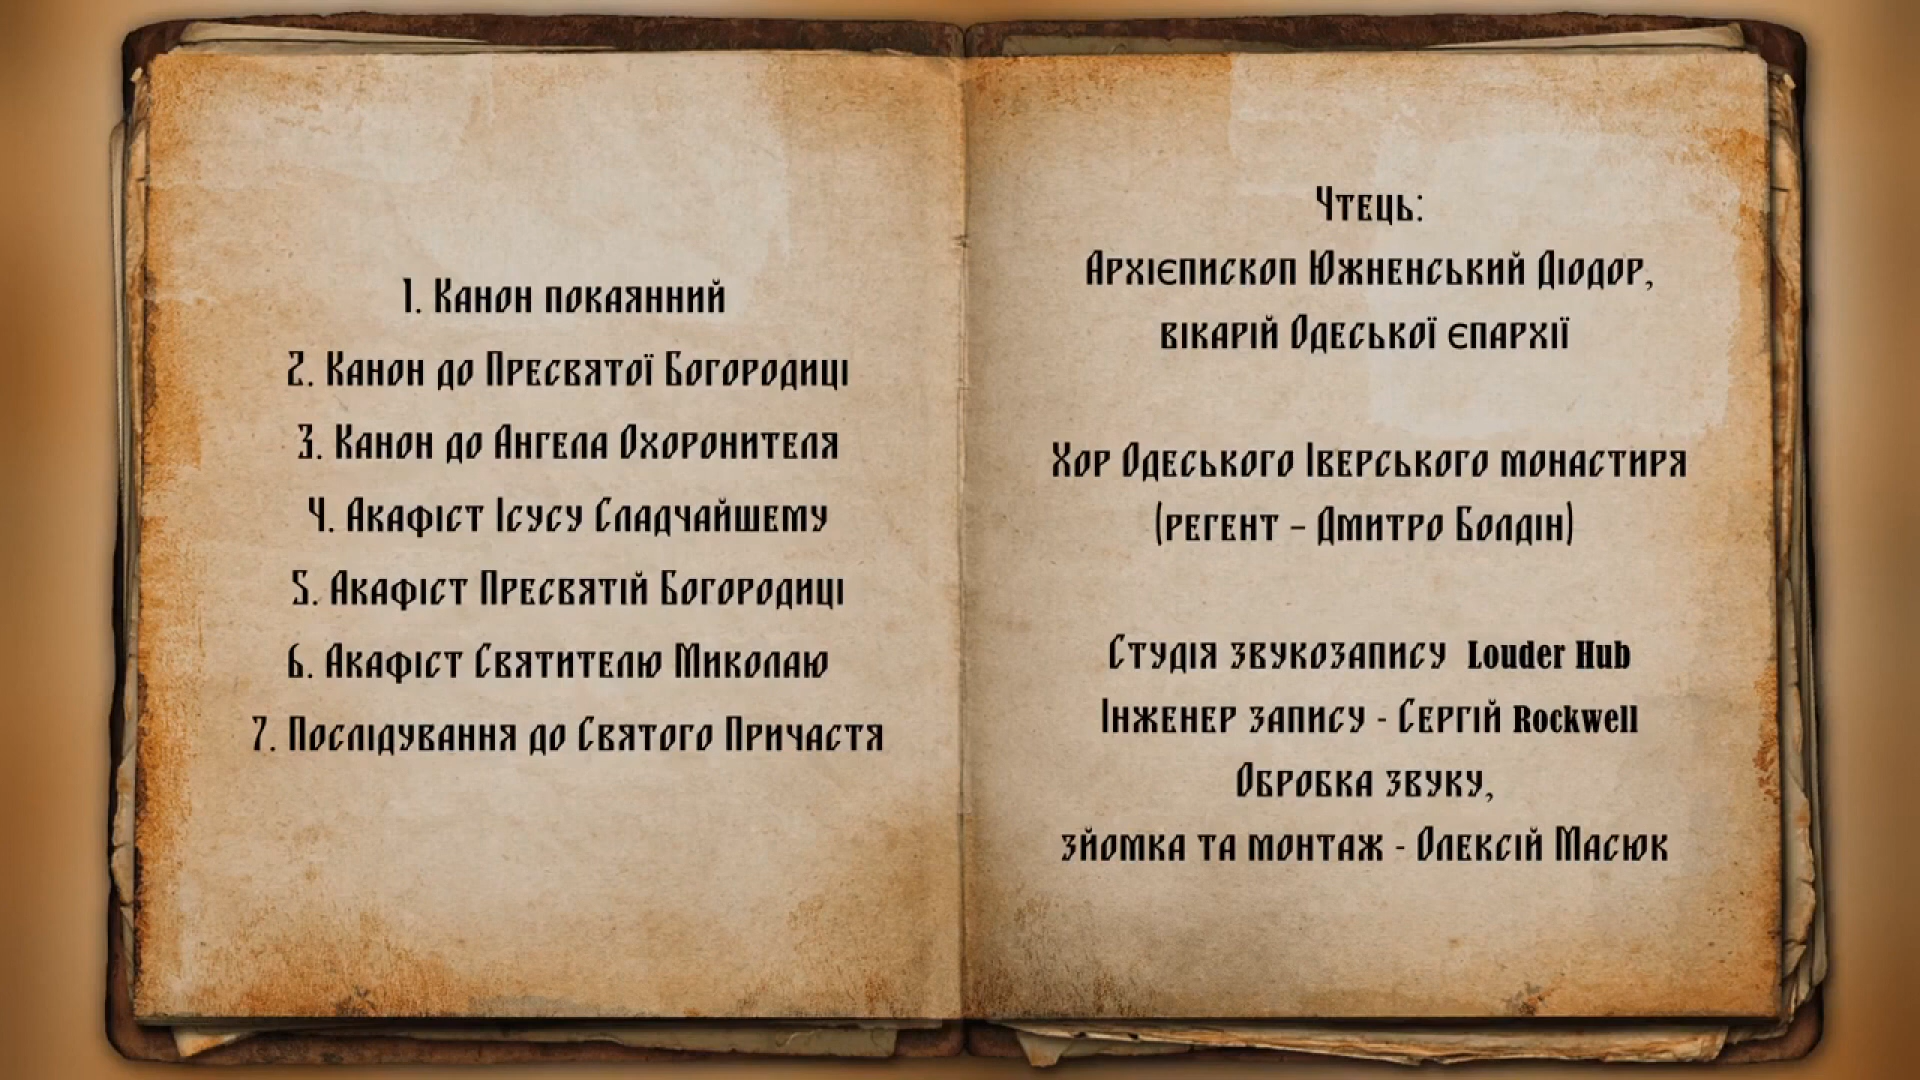 1. Канон покаянний
2. Канон до Пресвятої Богородиці
3. Канон до Ангела Охоронителя
4. Акафіст Ісусу Сладчайшему
5. Акафіст Пресвятій Богородиці
6. Акафіст Святителю Миколаю
7. Послідування до Святого Причастя
Чтець:
Архієпископ Южненський Діодор,
вікарій Одеської єпархії
Хор Одеського Іверського монастиря
(регент – Дмитро Болдін)
Студія звукозапису Louder Hub
Інженер запису - Сергій Rockwell
Обробка звуку,
зйомка та монтаж - Олексій Масюк